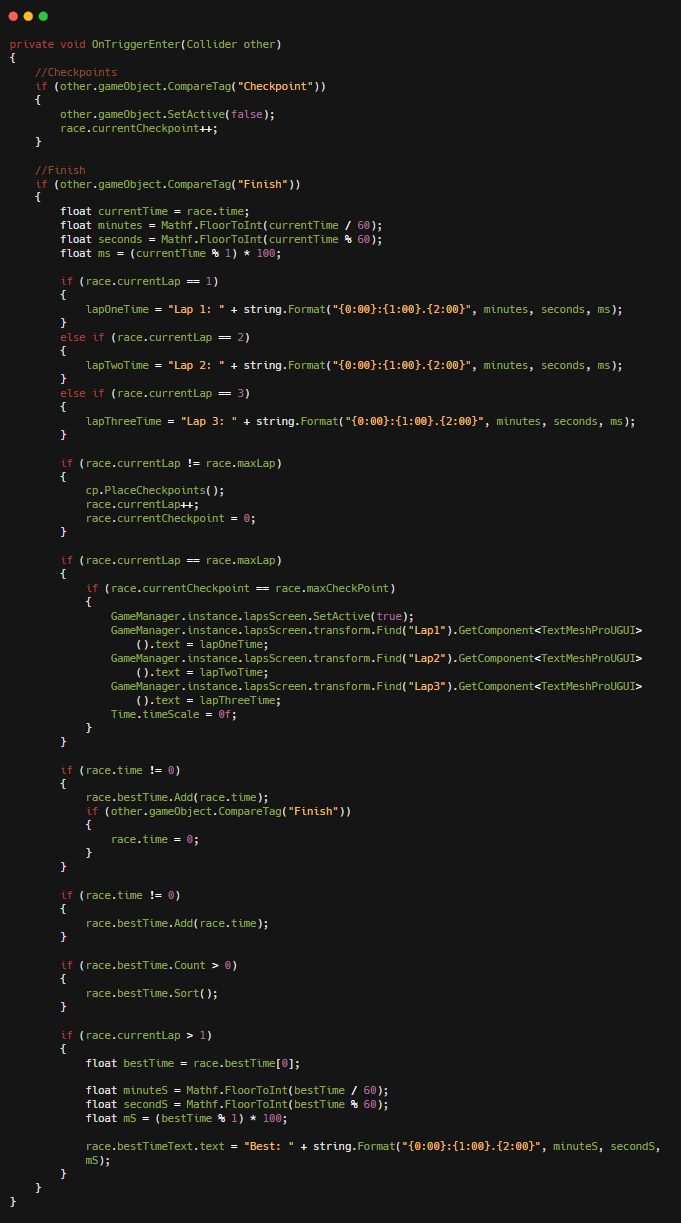 private void OnTriggerEnter(Collider other)
{
    //Checkpoints
    if (other.gameObject.CompareTag("Checkpoint"))
    {
        other.gameObject.SetActive(false);
        race.currentCheckpoint++;
    }

    //Finish
    if (other.gameObject.CompareTag("Finish"))
    {
        float currentTime = race.time;
        float minutes = Mathf.FloorToInt(currentTime / 60);
        float seconds = Mathf.FloorToInt(currentTime % 60);
        float ms = (currentTime % 1) * 100;

        if (race.currentLap == 1)
        {
            lapOneTime = "Lap 1: " + string.Format("{0:00}:{1:00}.{2:00}", minutes, seconds, ms);
        }
        else if (race.currentLap == 2)
        {
            lapTwoTime = "Lap 2: " + string.Format("{0:00}:{1:00}.{2:00}", minutes, seconds, ms);
        }
        else if (race.currentLap == 3)
        {
            lapThreeTime = "Lap 3: " + string.Format("{0:00}:{1:00}.{2:00}", minutes, seconds, ms);
        }

        if (race.currentLap != race.maxLap)
        {
            cp.PlaceCheckpoints();
            race.currentLap++;
            race.currentCheckpoint = 0;
        }

        if (race.currentLap == race.maxLap)
        {
            if (race.currentCheckpoint == race.maxCheckPoint)
            {
                GameManager.instance.lapsScreen.SetActive(true);
                GameManager.instance.lapsScreen.transform.Find("Lap1").GetComponent<TextMeshProUGUI>
                    ().text = lapOneTime;
                GameManager.instance.lapsScreen.transform.Find("Lap2").GetComponent<TextMeshProUGUI>
                    ().text = lapTwoTime;
                GameManager.instance.lapsScreen.transform.Find("Lap3").GetComponent<TextMeshProUGUI>
                    ().text = lapThreeTime;
                Time.timeScale = 0f;
            }
        }

        if (race.time != 0)
        {
            race.bestTime.Add(race.time);
            if (other.gameObject.CompareTag("Finish"))
            {
                race.time = 0;
            }
        }

        if (race.time != 0)
        {
            race.bestTime.Add(race.time);
        }

        if (race.bestTime.Count > 0)
        {
            race.bestTime.Sort();
        }

        if (race.currentLap > 1)
        {
            float bestTime = race.bestTime[0];

            float minuteS = Mathf.FloorToInt(bestTime / 60);
            float secondS = Mathf.FloorToInt(bestTime % 60);
            float mS = (bestTime % 1) * 100;

            race.bestTimeText.text = "Best: " + string.Format("{0:00}:{1:00}.{2:00}", minuteS, secondS,
            mS);
        }
    }
}